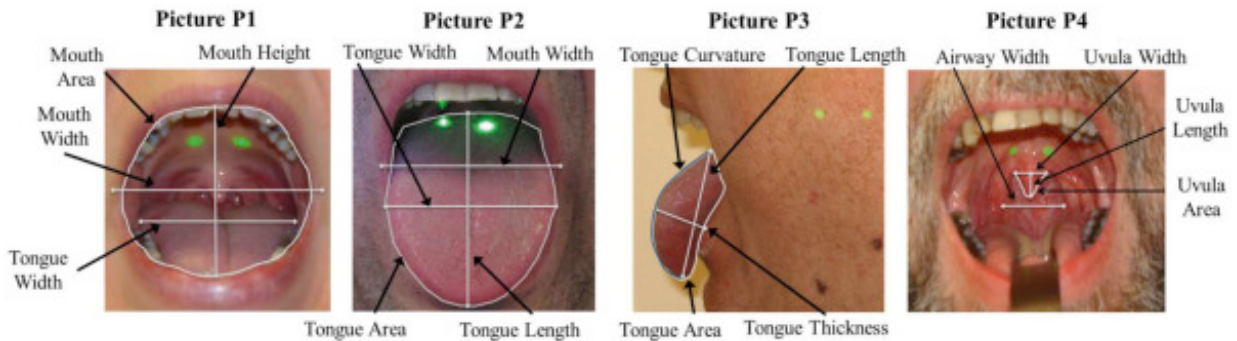 Picture P1
Picture P2
Picture P3
Picture P4
Mouth
Area
Mouth Height
Mouth
Width
Tongue
Width
Tongue Width
Mouth Width
Tongue Area
Tongue Length
Tongue Curvature
Tongue Length
Tongue Area
Tongue Thickness
Airway Width
Uvula Width
Uvula
Length
Uvula
Area